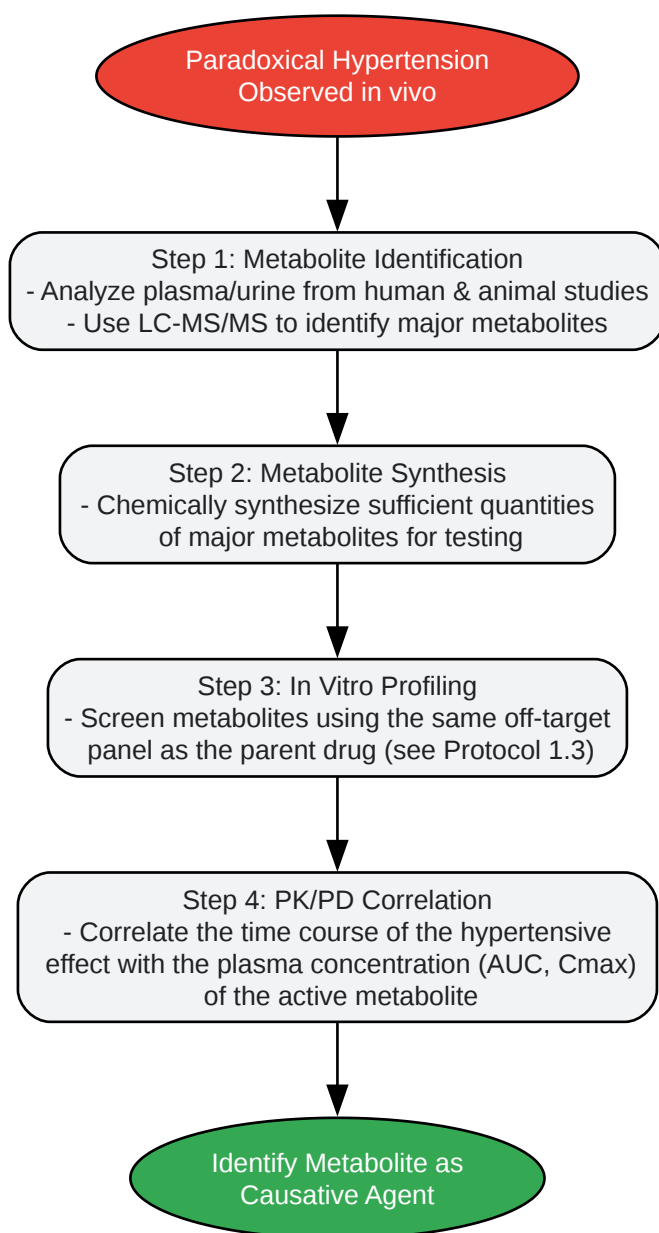 Paradoxical Hypertension
Observed in vivo
Step 1: Metabolite Identification
- Analyze plasma/urine from human & animal studies
- Use LC-MS/MS to identify major metabolites
Step 2: Metabolite Synthesis
- Chemically synthesize sufficient quantities
of major metabolites for testing
Step 3: In Vitro Profiling
- Screen metabolites using the same off-target
panel as the parent drug (see Protocol 1.3)
Step 4: PK/PD Correlation
- Correlate the time course of the hypertensive
effect with the plasma concentration (AUC, Cmax)
of the active metabolite
Identify Metabolite as
Causative Agent